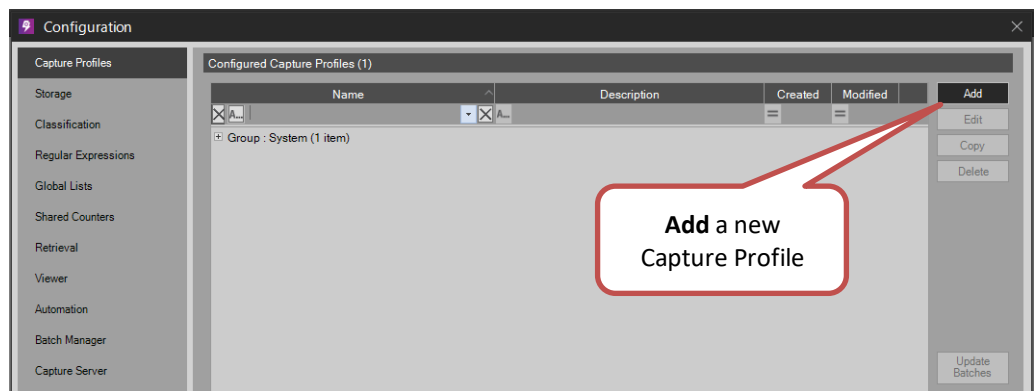 Configuration
Capture Profiles
Storage
Classification
Regular Expressions
Global Lists
Shared Counters
Retrieval
Viewer
Automation
Batch Manager
Capture Server
Configured Capture Profiles (1)
Name Description Created Modified
A... A... = =
Group : System (1 item)
Add
Edit
Copy
Delete
Update
Batches
Add a new
Capture Profile